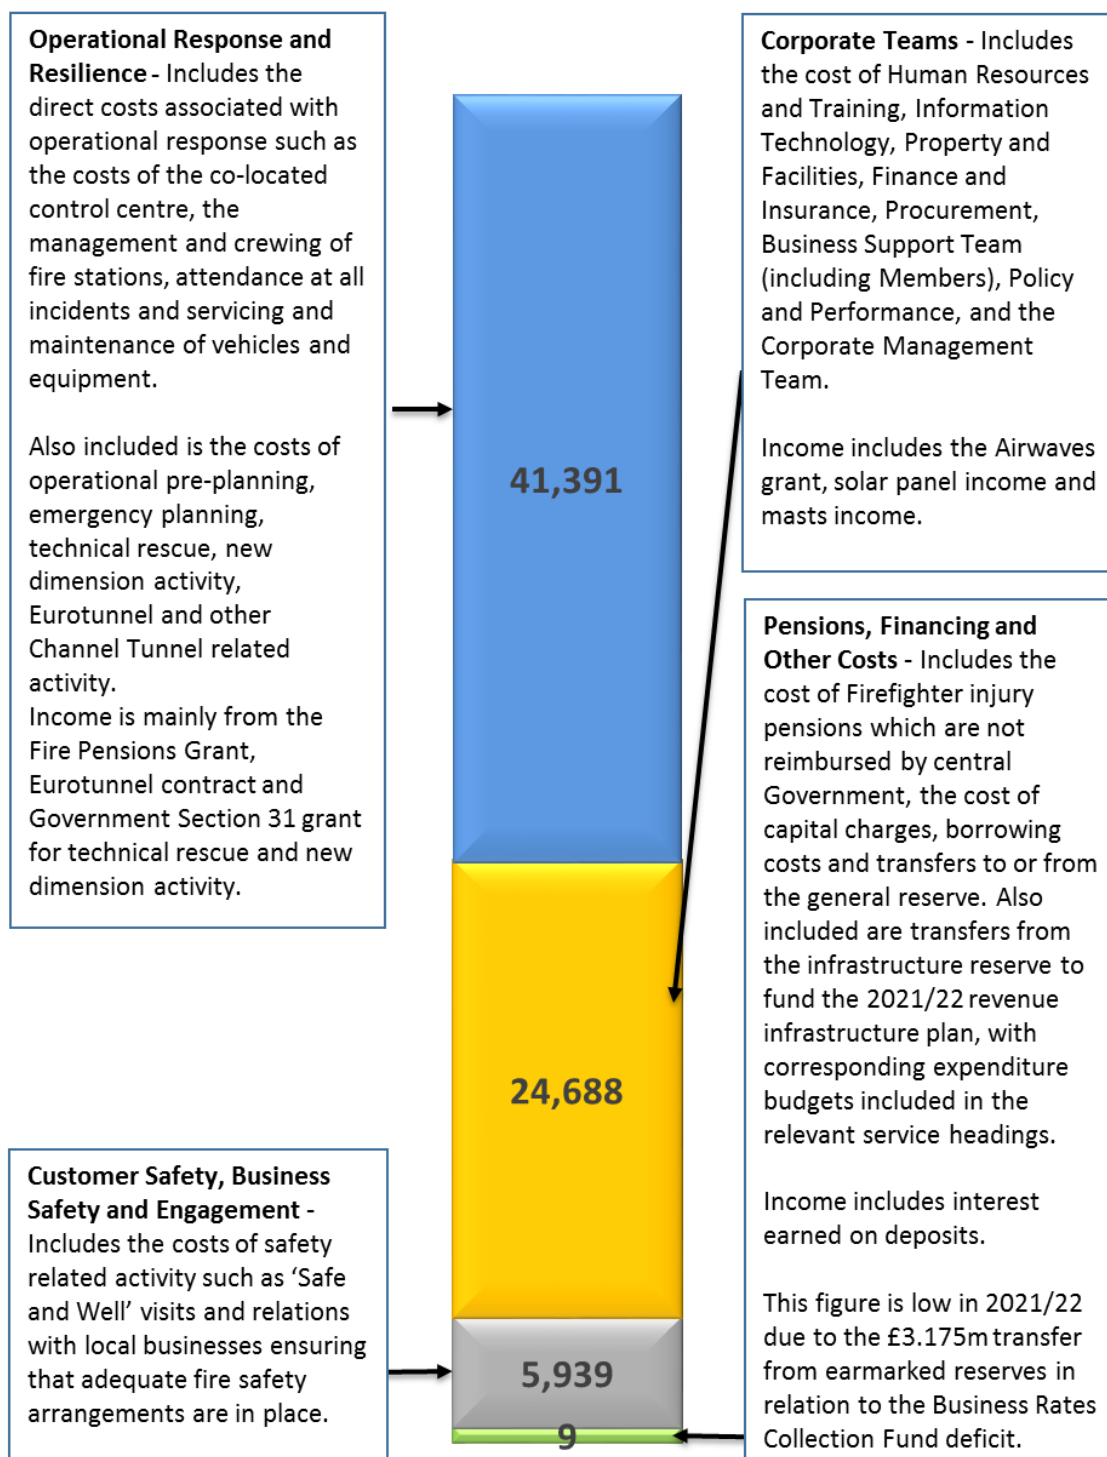 Operational Response and
Resilience - Includes the
direct costs associated with
operational response such as
the costs of the co-located
control centre, the
management and crewing of
fire stations, attendance at all
incidents and servicing and
maintenance of vehicles and
equipment.
Also included is the costs of
operational pre-planning,
emergency planning,
technical rescue, new
dimension activity,
Eurotunnel and other
Channel Tunnel related
activity.
Income is mainly from the
Fire Pensions Grant,
Eurotunnel contract and
Government Section 31 grant
for technical rescue and new
dimension activity.
Customer Safety, Business
Safety and Engagement -
Includes the costs of safety
related activity such as ‘Safe
and Well’ visits and relations
with local businesses ensuring
that adequate fire safety
arrangements are in place.
41,391
24,688
5,939
9
Corporate Teams - Includes
the cost of Human Resources
and Training, Information
Technology, Property and
Facilities, Finance and
Insurance, Procurement,
Business Support Team
(including Members), Policy
and Performance, and the
Corporate Management
Team.
Income includes the Airwaves
grant, solar panel income and
masts income.
Pensions, Financing and
Other Costs - Includes the
cost of Firefighter injury
pensions which are not
reimbursed by central
Government, the cost of
capital charges, borrowing
costs and transfers to or from
the general reserve. Also
included are transfers from
the infrastructure reserve to
fund the 2021/22 revenue
infrastructure plan, with
corresponding expenditure
budgets included in the
relevant service headings.
Income includes interest
earned on deposits.
This figure is low in 2021/22
due to the £3.175m transfer
from earmarked reserves in
relation to the Business Rates
Collection Fund deficit.